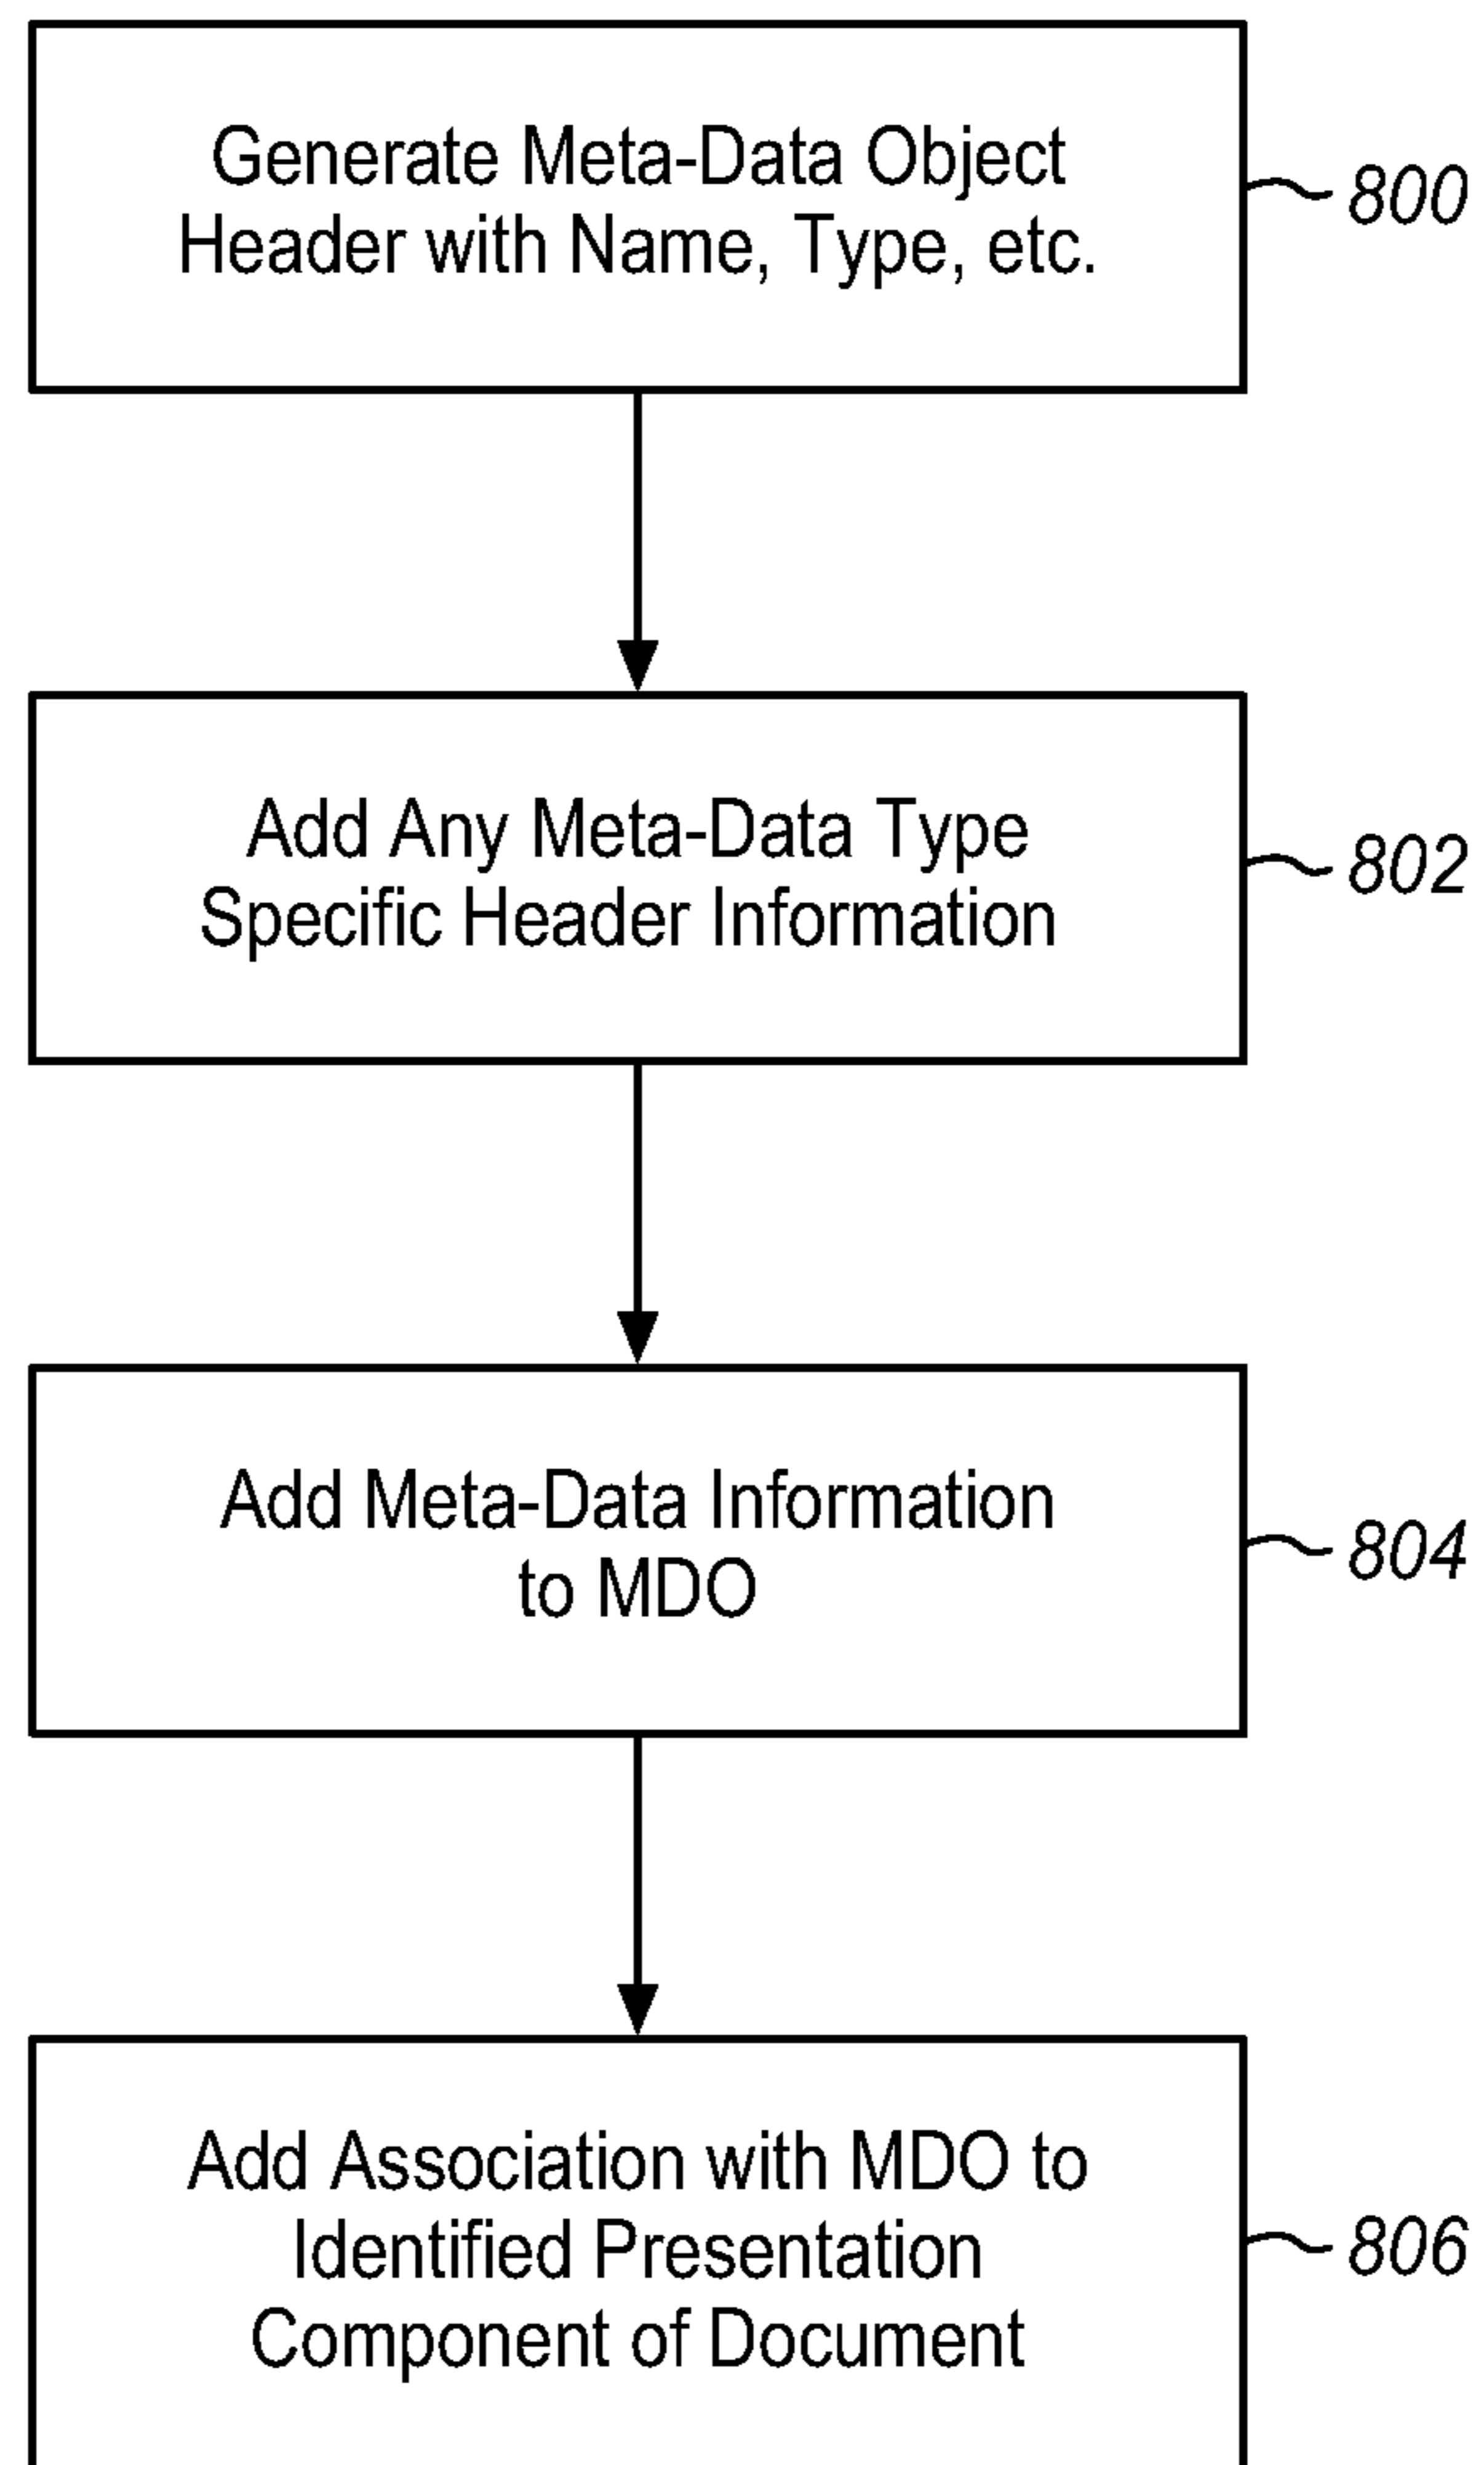 Generate Meta-Data Object
Header with Name, Type, etc.
800
Add Any Meta-Data Type
Specific Header Information
802
Add Meta-Data Information
to MDO
804
Add Association with MDO to
Identified Presentation
Component of Document
806